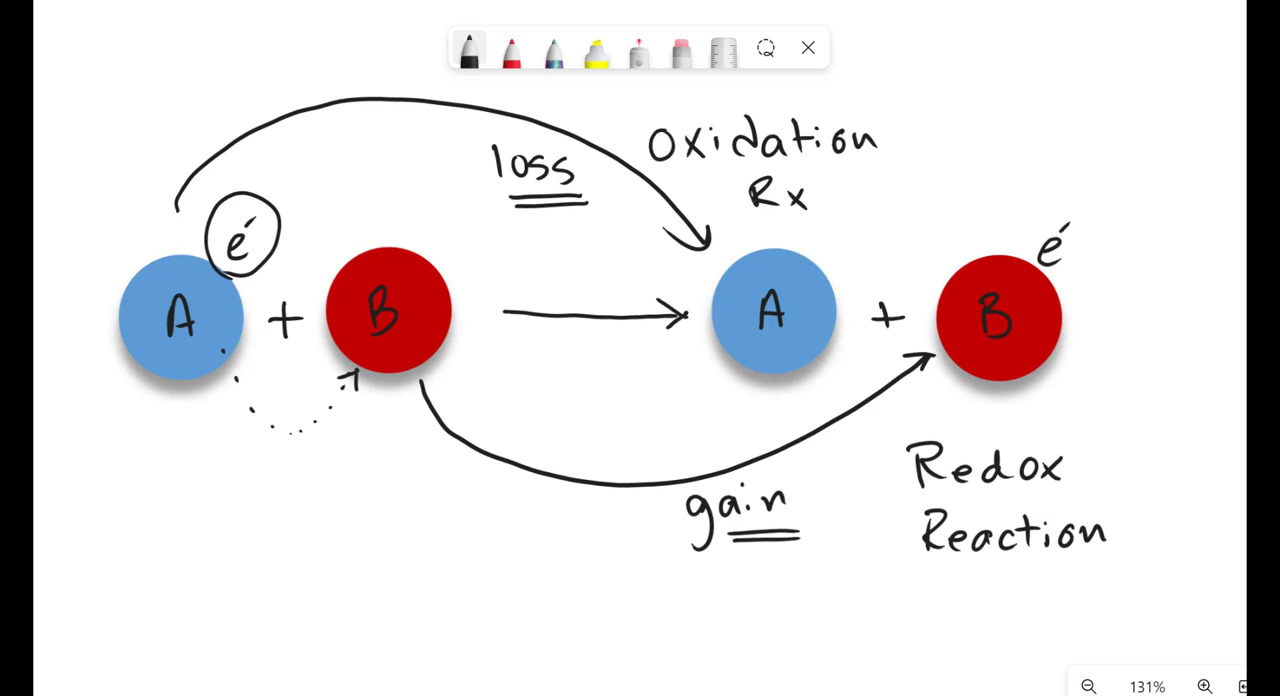 loss
Oxidation
Rx
é
é
A + B → A + B
gain
Redox
Reaction
131%